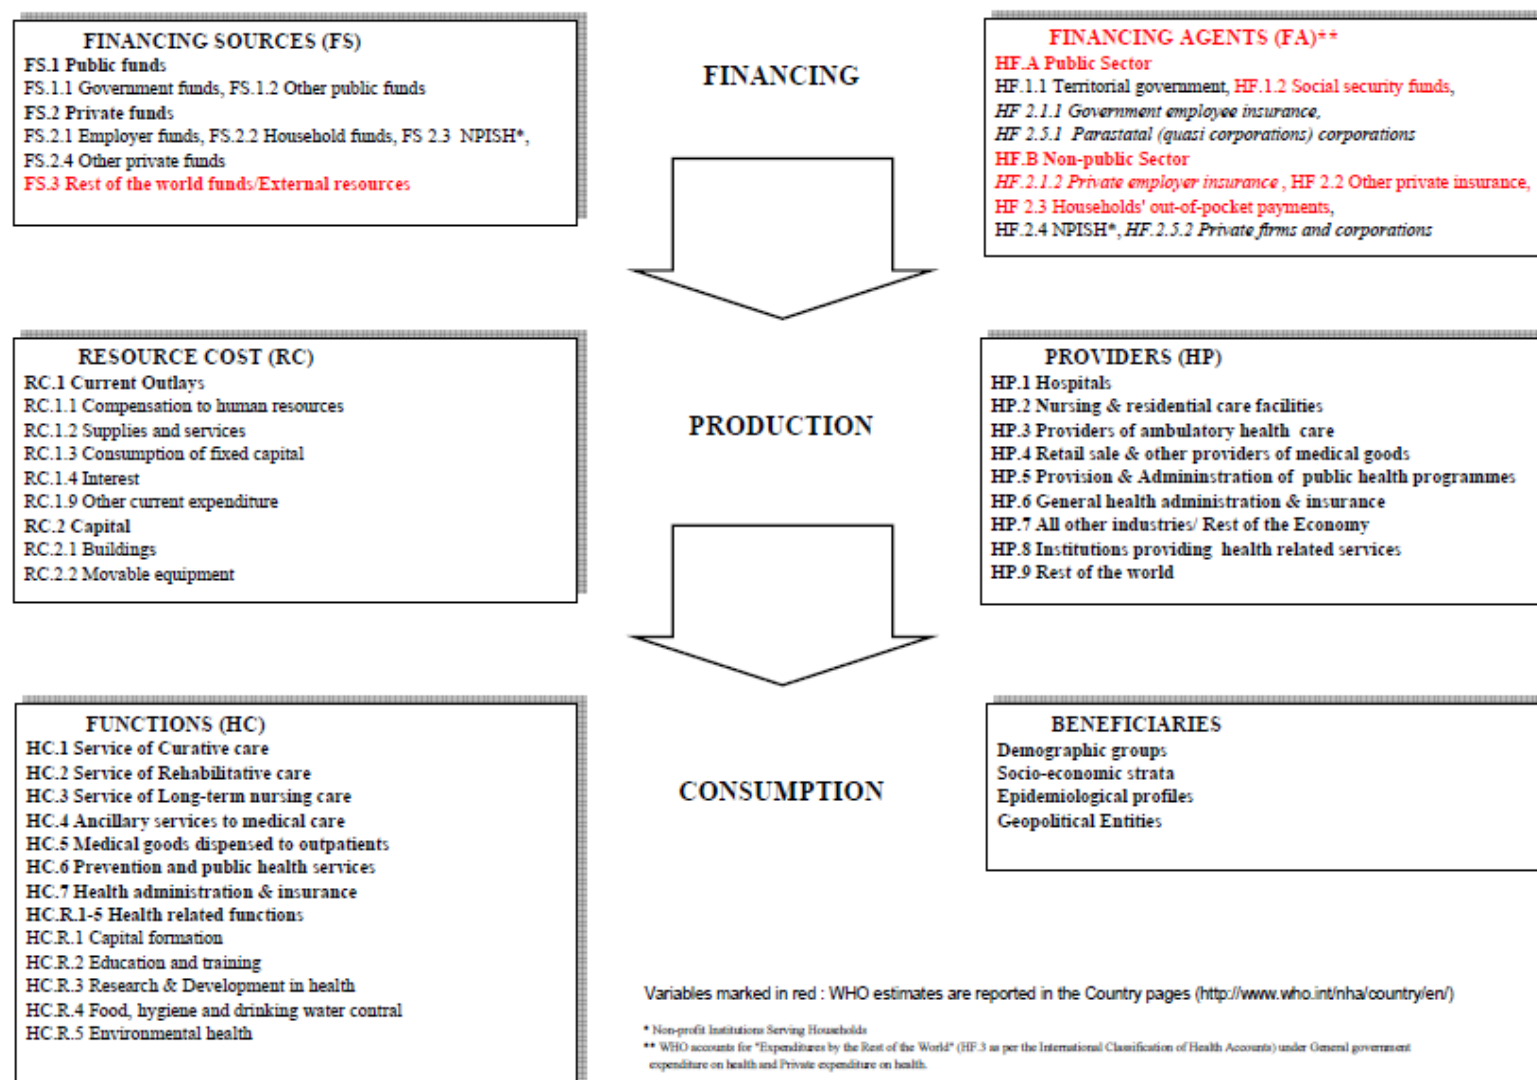 FINANCING SOURCES (FS)
FS.1 Public funds
FS.1.1 Government funds, FS.1.2 Other public funds
FS.2 Private funds
FS.2.1 Employer funds, FS.2.2 Household funds, FS 2.3 NPISH*,
FS.2.4 Other private funds
FS.3 Rest of the world funds/External resources
FINANCING
FINANCING AGENTS (FA)**
HF.A Public Sector
HF.1.1 Territorial government, HF.1.2 Social security funds,
HF 2.1.1 Government employee insurance,
HF 2.5.1 Parastatal (quasi corporations) corporations
HF.B Non-public Sector
HF.2.1.2 Private employer insurance , HF 2.2 Other private insurance,
HF 2.3 Households' out-of-pocket payments,
HF.2.4 NPISH*, HF.2.5.2 Private firms and corporations
RESOURCE COST (RC)
RC.1 Current Outlays
RC.1.1 Compensation to human resources
RC.1.2 Supplies and services
RC.1.3 Consumption of fixed capital
RC.1.4 Interest
RC.1.9 Other current expenditure
RC.2 Capital
RC.2.1 Buildings
RC.2.2 Movable equipment
PRODUCTION
PROVIDERS (HP)
HP.1 Hospitals
HP.2 Nursing & residential care facilities
HP.3 Providers of ambulatory health care
HP.4 Retail sale & other providers of medical goods
HP.5 Provision & Admininstration of public health programmes
HP.6 General health administration & insurance
HP.7 All other industries/ Rest of the Economy
HP.8 Institutions providing health related services
HP.9 Rest of the world
FUNCTIONS (HC)
HC.1 Service of Curative care
HC.2 Service of Rehabilitative care
HC.3 Service of Long-term nursing care
HC.4 Ancillary services to medical care
HC.5 Medical goods dispensed to outpatients
HC.6 Prevention and public health services
HC.7 Health administration & insurance
HC.R.1-5 Health related functions
HC.R.1 Capital formation
HC.R.2 Education and training
HC.R.3 Research & Development in health
HC.R.4 Food, hygiene and drinking water contral
HC.R.5 Environmental health
CONSUMPTION
BENEFICIARIES
Demographic groups
Socio-economic strata
Epidemiological profiles
Geopolitical Entities
Variables marked in red : WHO estimates are reported in the Country pages (http://www.who.int/nha/country/en/)
* Non-profit Institutions Serving Households
** WHO accounts for "Expenditures by the Rest of the World" (HF.3 as per the International Classification of Health Accounts) under General government
expenditure on health and Private expenditure on health.